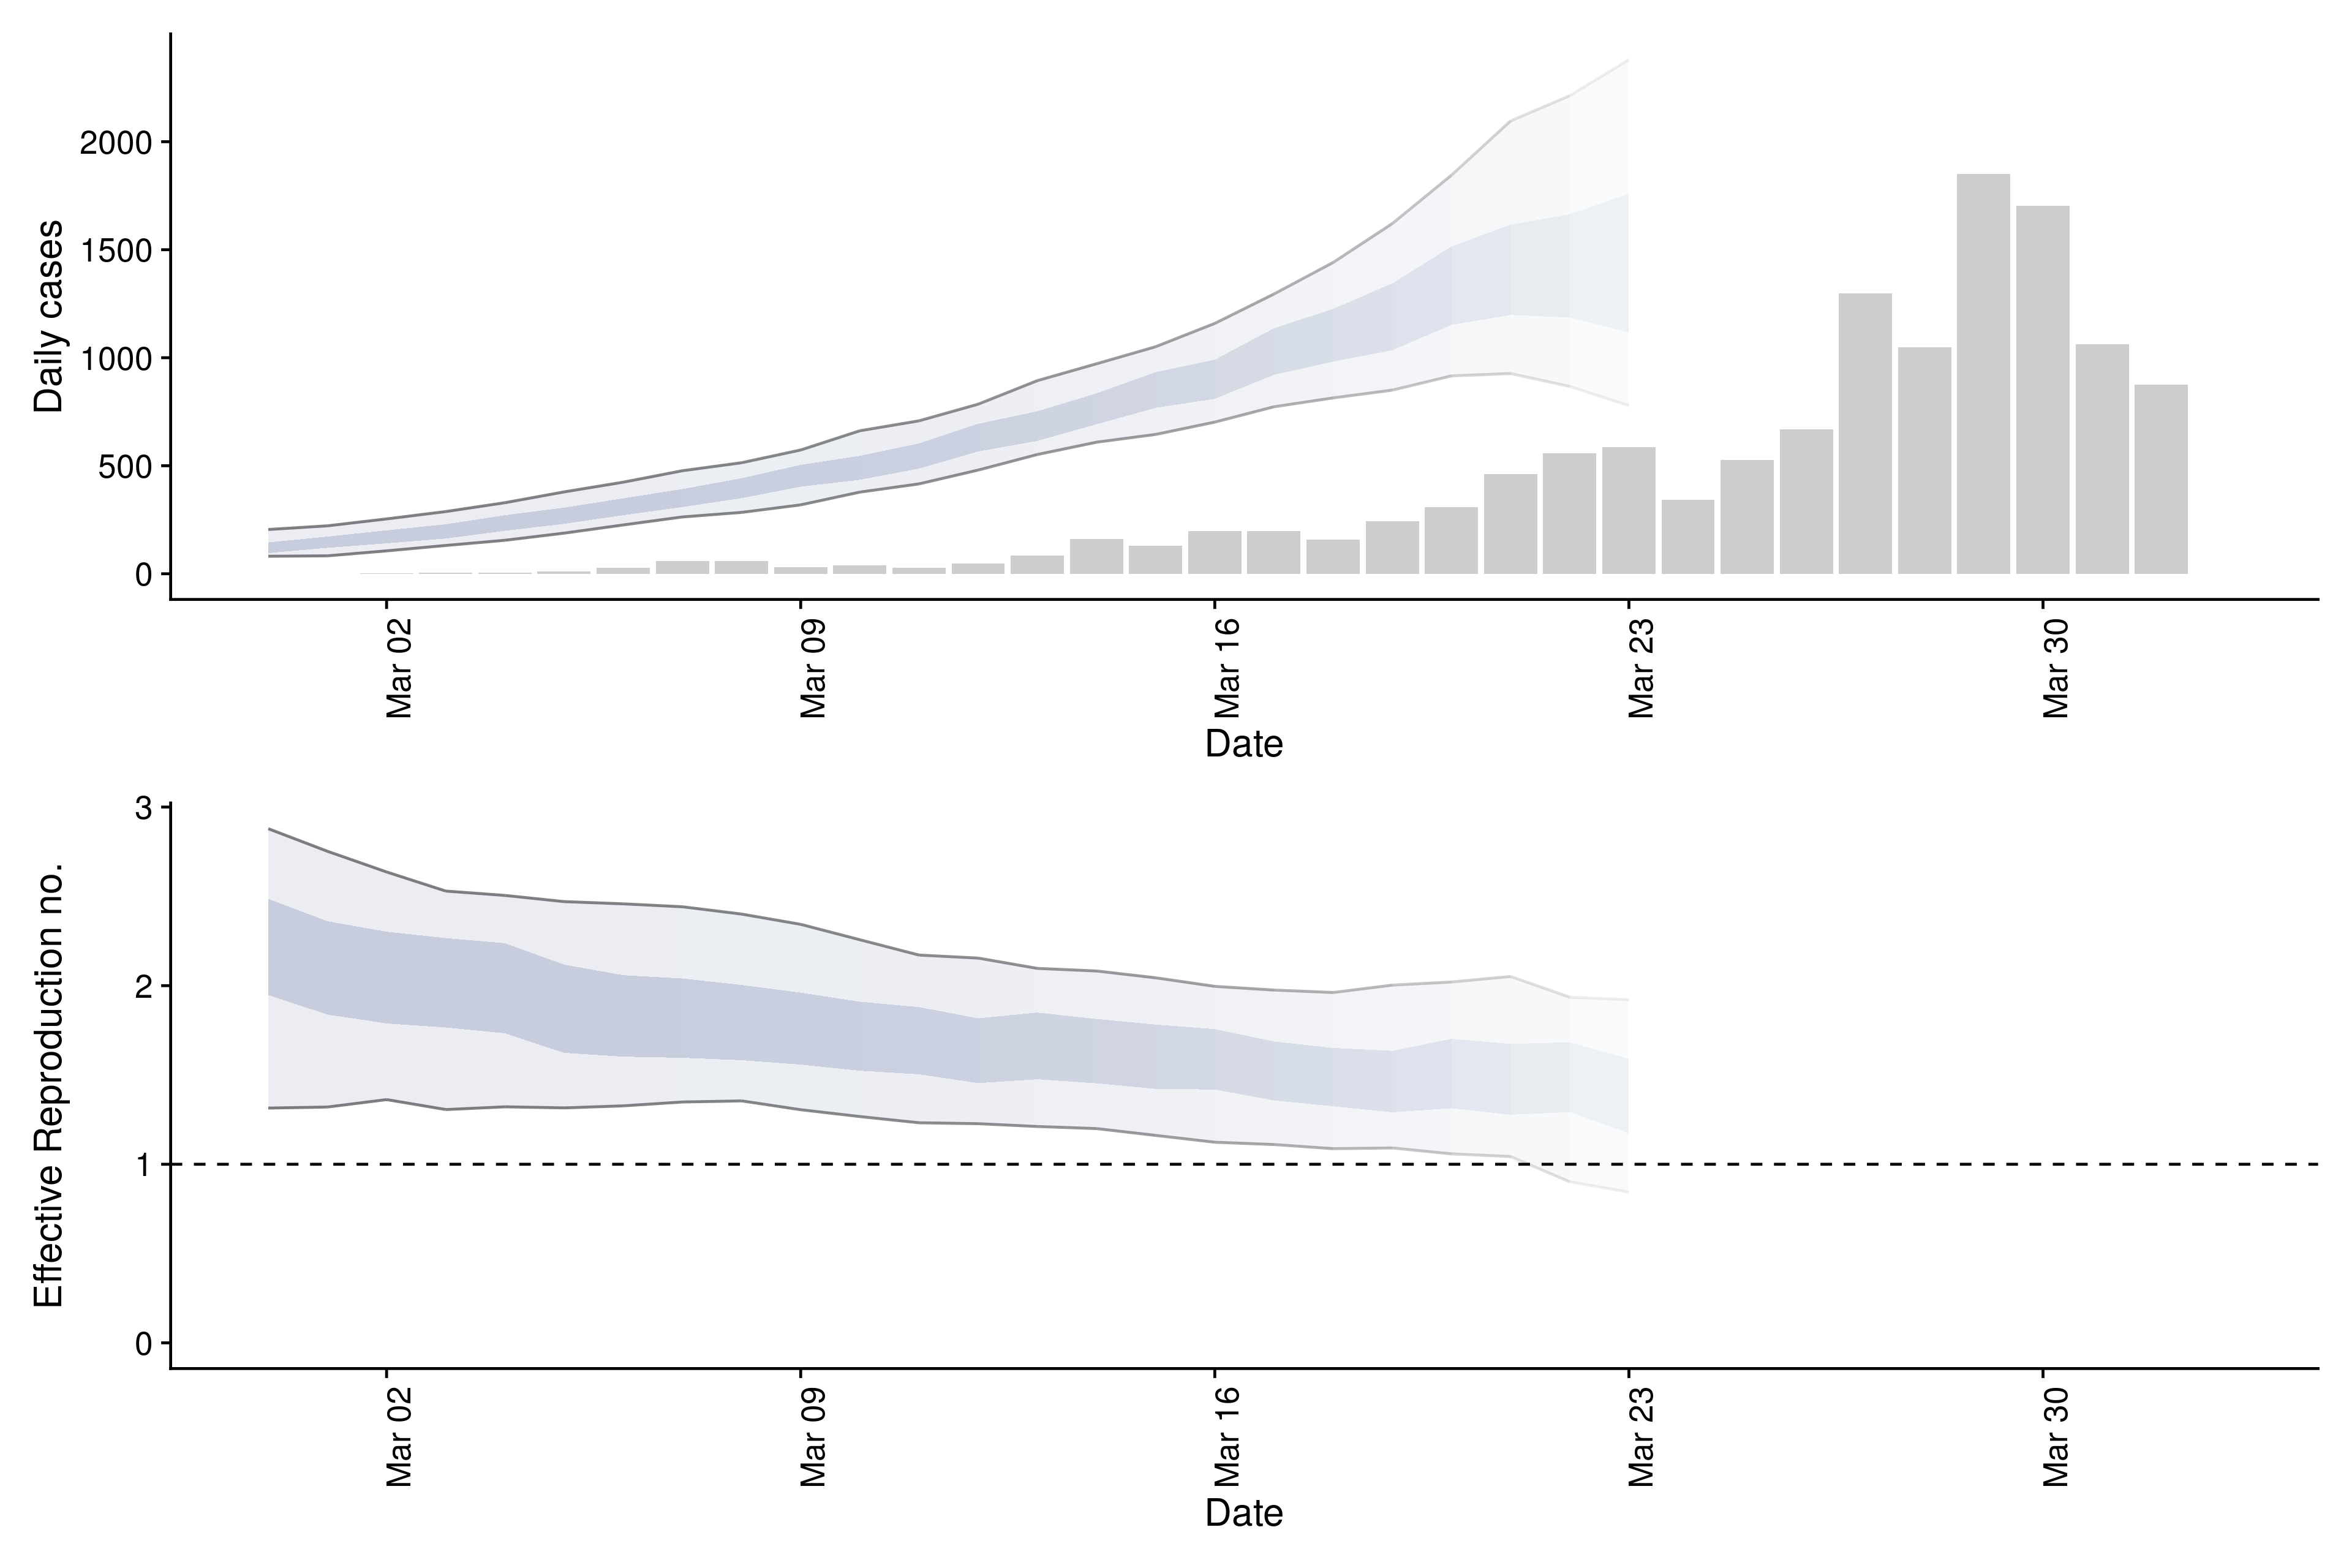 Daily cases
2000
1500
1000
500
0
Mar 02
Mar 09
Mar 16
Mar 23
Mar 30
Date
Effective Reproduction no.
3
2
1
0
Mar 02
Mar 09
Mar 16
Mar 23
Mar 30
Date